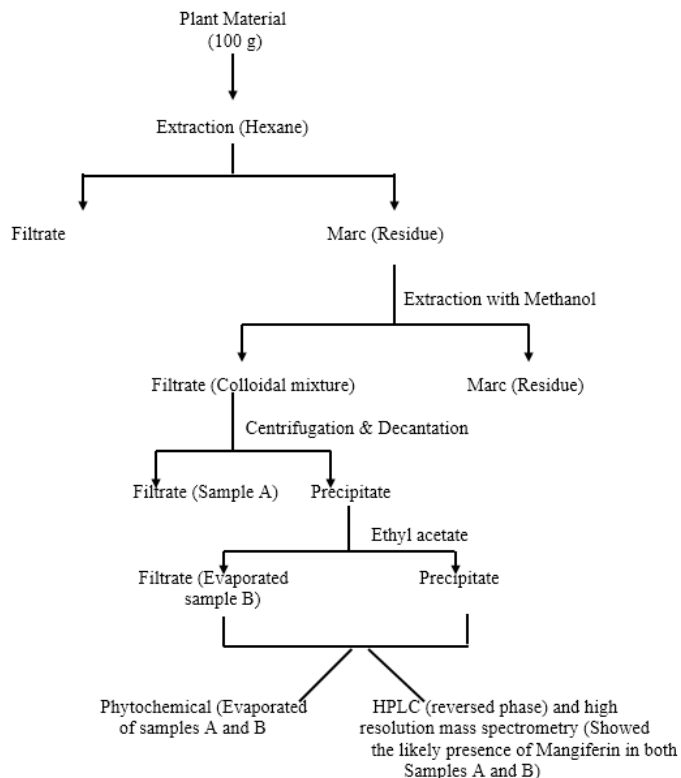 Plant Material
(100 g)
Extraction (Hexane)
Filtrate
Marc (Residue)
Extraction with Methanol
Filtrate (Colloidal mixture)
Marc (Residue)
Centrifugation & Decantation
Filtrate (Sample A)
Precipitate
Ethyl acetate
Filtrate (Evaporated
sample B)
Precipitate
Phytochemical (Evaporated
of samples A and B
HPLC (reversed phase) and high
resolution mass spectrometry (Showed
the likely presence of Mangiferin in both
Samples A and B)